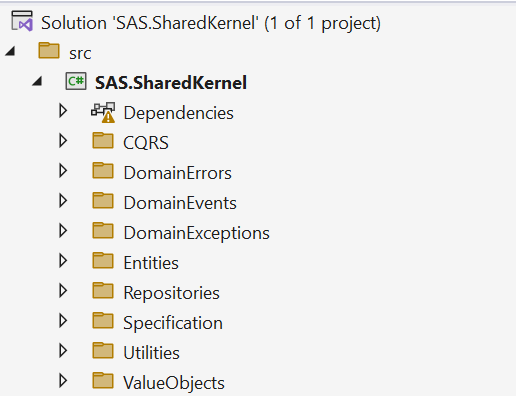 Solution 'SAS.SharedKernel' (1 of 1 project)
src
C# SAS.SharedKernel
Dependencies
CQRS
DomainErrors
DomainEvents
DomainExceptions
Entities
Repositories
Specification
Utilities
ValueObjects